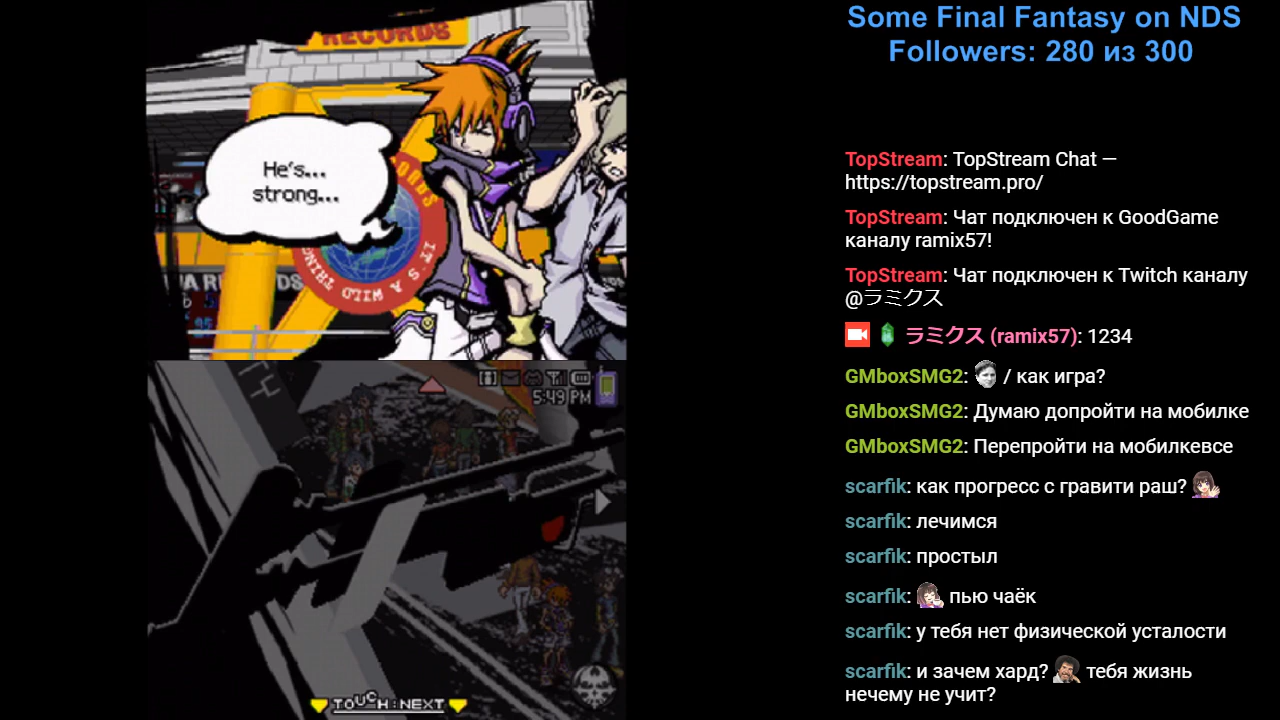 RECORDS
He's...
strong...
ORDS
IT'S A WILD THING
5:49 PM
TOUCH:NEXT
Some Final Fantasy on NDS
Followers: 280 из 300
TopStream: TopStream Chat —
https://topstream.pro/
TopStream: Чат подключен к GoodGame
каналу ramix57!
TopStream: Чат подключен к Twitch каналу
@ラミクス
ラミクス (ramix57): 1234
GMboxSMG2: / как игра?
GMboxSMG2: Думаю допройти на мобилке
GMboxSMG2: Перепройти на мобилкевсе
scarfik: как прогресс с гравити раш?
scarfik: лечимся
scarfik: простыл
scarfik: пью чаёк
scarfik: у тебя нет физической усталости
scarfik: и зачем хард? тебя жизнь
нечему не учит?